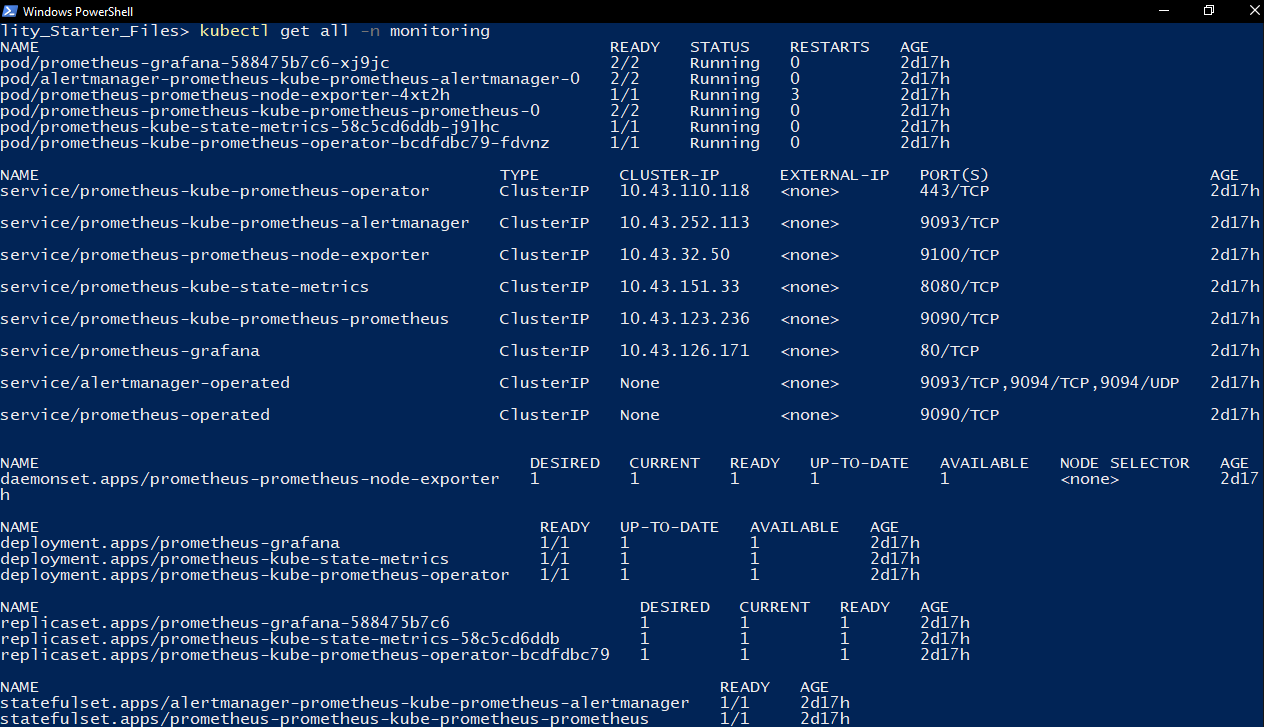 Windows PowerShell
lity_Starter_Files> kubectl get all -n monitoring
NAME READY STATUS RESTARTS AGE
pod/prometheus-grafana-588475b7c6-xj9jc 2/2 Running 0 2d17h
pod/alertmanager-prometheus-kube-prometheus-alertmanager-0 2/2 Running 0 2d17h
pod/prometheus-prometheus-node-exporter-4xt2h 1/1 Running 3 2d17h
pod/prometheus-prometheus-kube-prometheus-prometheus-0 2/2 Running 0 2d17h
pod/prometheus-kube-state-metrics-58c5cd6ddb-j9lhc 1/1 Running 0 2d17h
pod/prometheus-kube-prometheus-operator-bcdfdbc79-fdvnz 1/1 Running 0 2d17h
NAME TYPE CLUSTER-IP EXTERNAL-IP PORT(S) AGE
service/prometheus-kube-prometheus-operator ClusterIP 10.43.110.118 <none> 443/TCP 2d17h
service/prometheus-kube-prometheus-alertmanager ClusterIP 10.43.252.113 <none> 9093/TCP 2d17h
service/prometheus-prometheus-node-exporter ClusterIP 10.43.32.50 <none> 9100/TCP 2d17h
service/prometheus-kube-state-metrics ClusterIP 10.43.151.33 <none> 8080/TCP 2d17h
service/prometheus-kube-prometheus-prometheus ClusterIP 10.43.123.236 <none> 9090/TCP 2d17h
service/prometheus-grafana ClusterIP 10.43.126.171 <none> 80/TCP 2d17h
service/alertmanager-operated ClusterIP None <none> 9093/TCP,9094/TCP,9094/UDP 2d17h
service/prometheus-operated ClusterIP None <none> 9090/TCP 2d17h
NAME DESIRED CURRENT READY UP-TO-DATE AVAILABLE NODE SELECTOR AGE
daemonset.apps/prometheus-prometheus-node-exporter 1 1 1 1 1 <none> 2d17
h
NAME READY UP-TO-DATE AVAILABLE AGE
deployment.apps/prometheus-grafana 1/1 1 1 2d17h
deployment.apps/prometheus-kube-state-metrics 1/1 1 1 2d17h
deployment.apps/prometheus-kube-prometheus-operator 1/1 1 1 2d17h
NAME DESIRED CURRENT READY AGE
replicaset.apps/prometheus-grafana-588475b7c6 1 1 1 2d17h
replicaset.apps/prometheus-kube-state-metrics-58c5cd6ddb 1 1 1 2d17h
replicaset.apps/prometheus-kube-prometheus-operator-bcdfdbc79 1 1 1 2d17h
NAME READY AGE
statefulset.apps/alertmanager-prometheus-kube-prometheus-alertmanager 1/1 2d17h
statefulset.apps/prometheus-prometheus-kube-prometheus-prometheus 1/1 2d17h